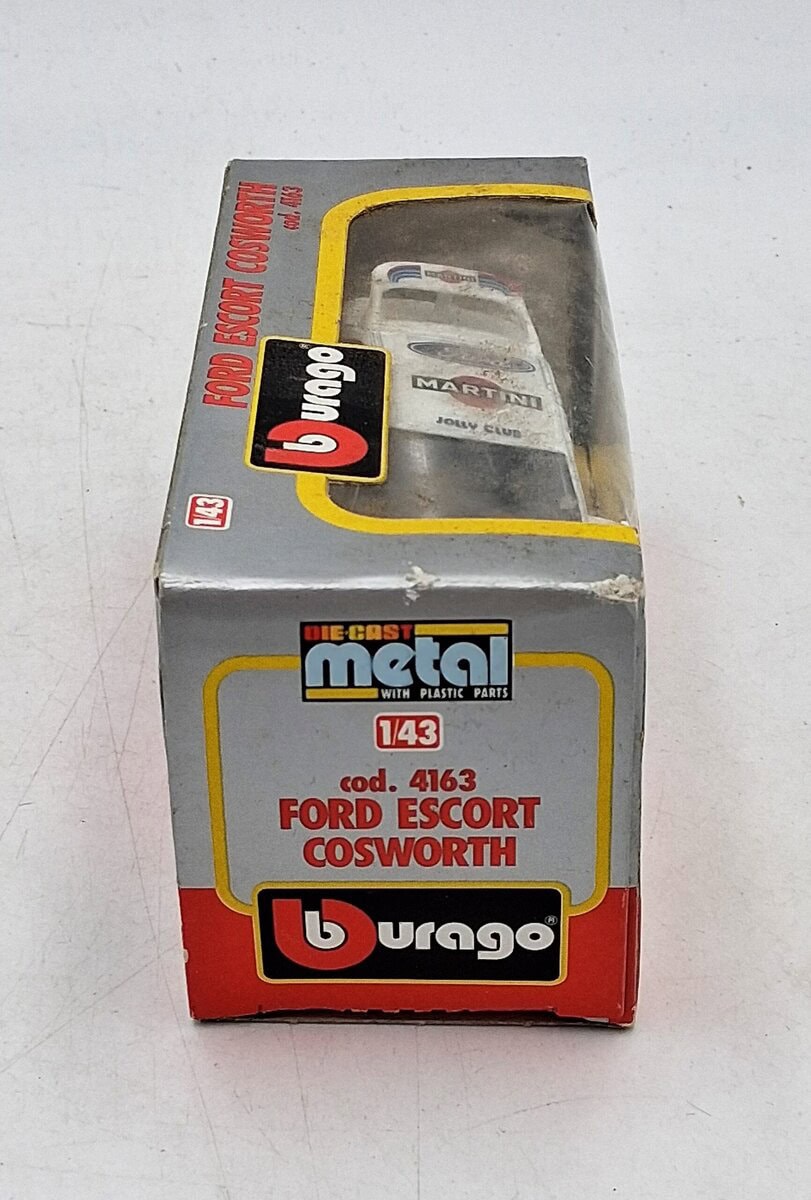 FORD ESCORT COSWORTH
cod. 4163
burago
1/43
MARTINI
MARTINI
JOLLY CLUB
DIE-CAST
metal
WITH PLASTIC PARTS
1/43
cod. 4163
FORD ESCORT
COSWORTH
burago